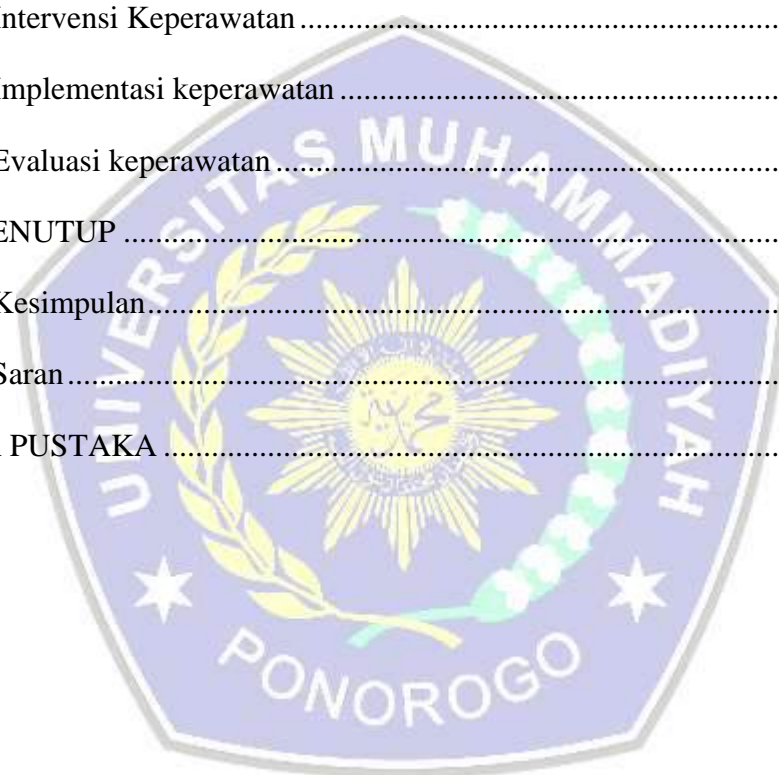 Intervensi Keperawatan ....................................................
Implementasi keperawatan ...............................................
Evaluasi keperawatan .......................................................
ENUTUP ..........................................................................
Kesimpulan.......................................................................
Saran.................................................................................
PUSTAKA .....................................................................
UNIVERSITAS MUHAMMADIYAH
PONOROGO